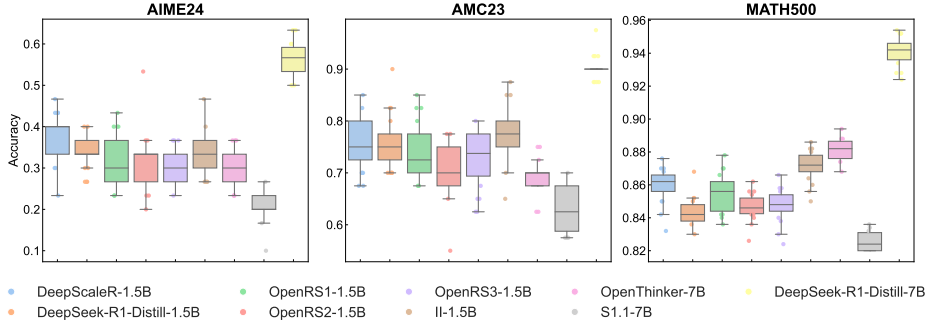 AIME24
AMC23
MATH500
Accuracy
0.6
0.5
0.4
0.3
0.2
0.1
0.9
0.8
0.7
0.6
0.96
0.94
0.92
0.90
0.88
0.86
0.84
0.82
DeepScaleR-1.5B
OpenRS1-1.5B
OpenRS3-1.5B
OpenThinker-7B
DeepSeek-R1-Distill-7B
DeepSeek-R1-Distill-1.5B
OpenRS2-1.5B
II-1.5B
S1.1-7B